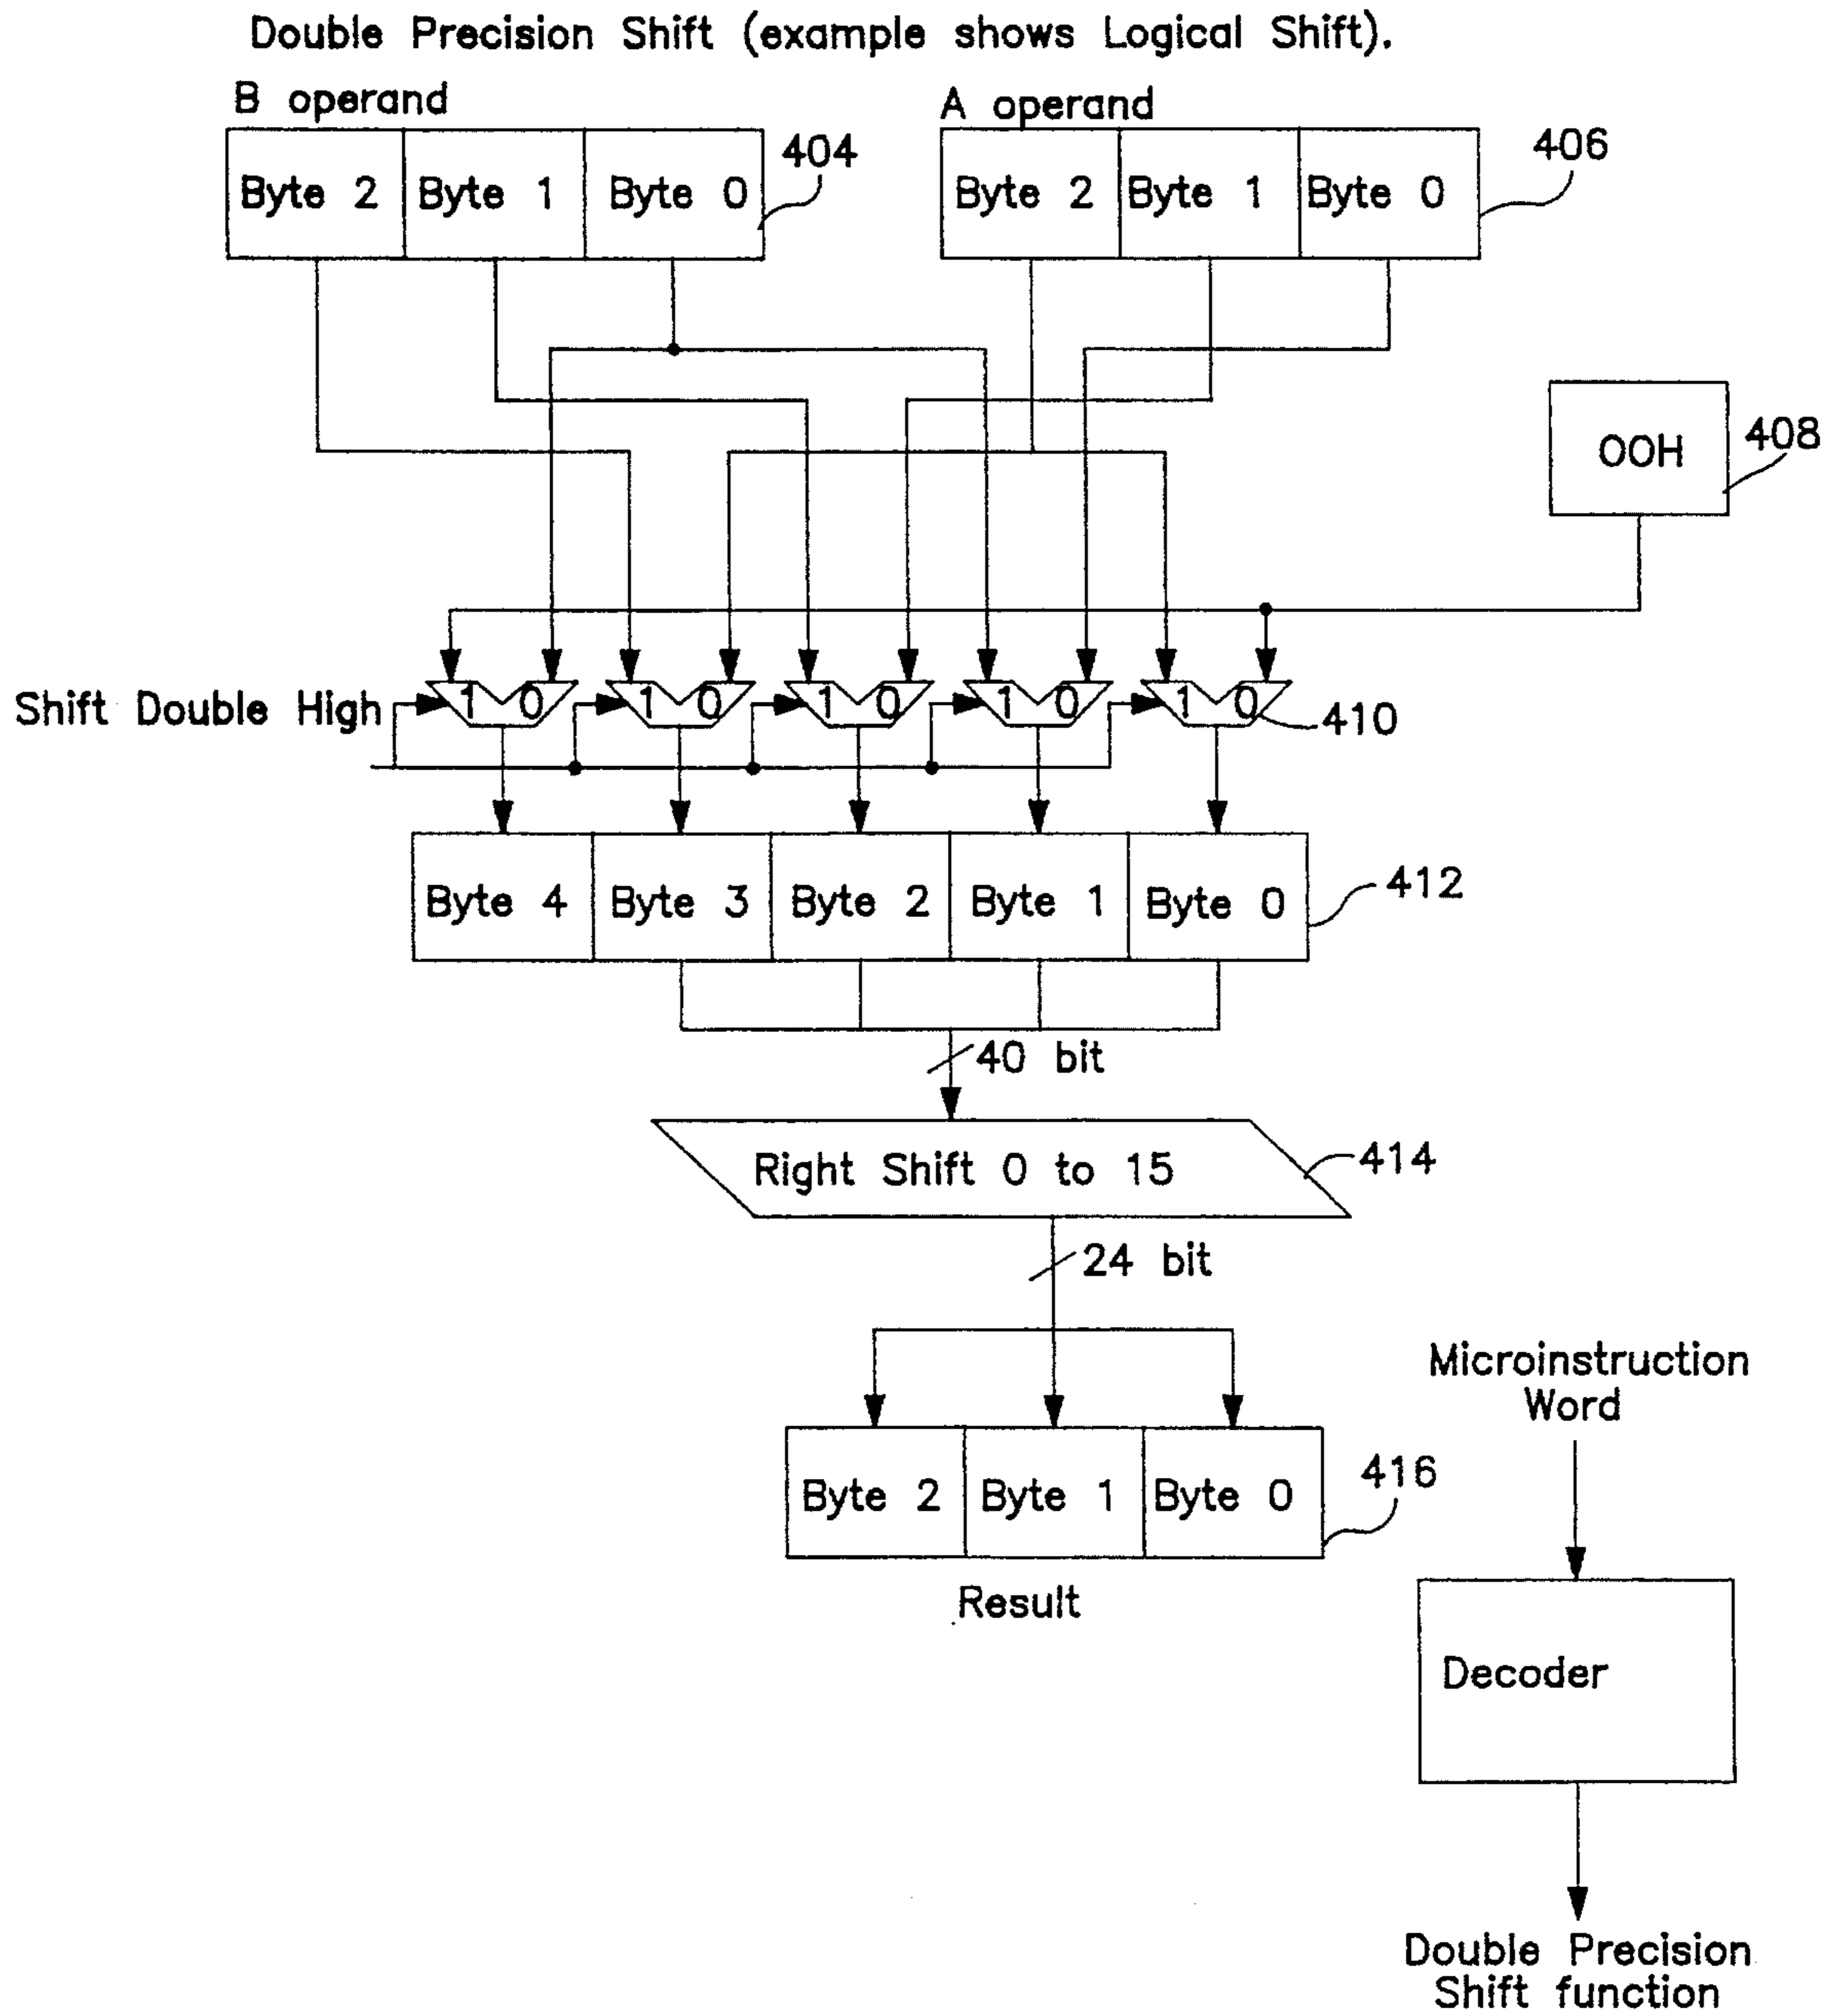 Double Precision Shift (example shows Logical Shift).
B operand
A operand
404
406
Byte 2 Byte 1 Byte 0
Byte 2 Byte 1 Byte 0
OOH
408
Shift Double High
1 0 1 0 1 0 1 0 1 0
410
Byte 4 Byte 3 Byte 2 Byte 1 Byte 0
412
40 bit
Right Shift 0 to 15
414
24 bit
Microinstruction
Word
Byte 2 Byte 1 Byte 0
416
Result
Decoder
Double Precision
Shift function